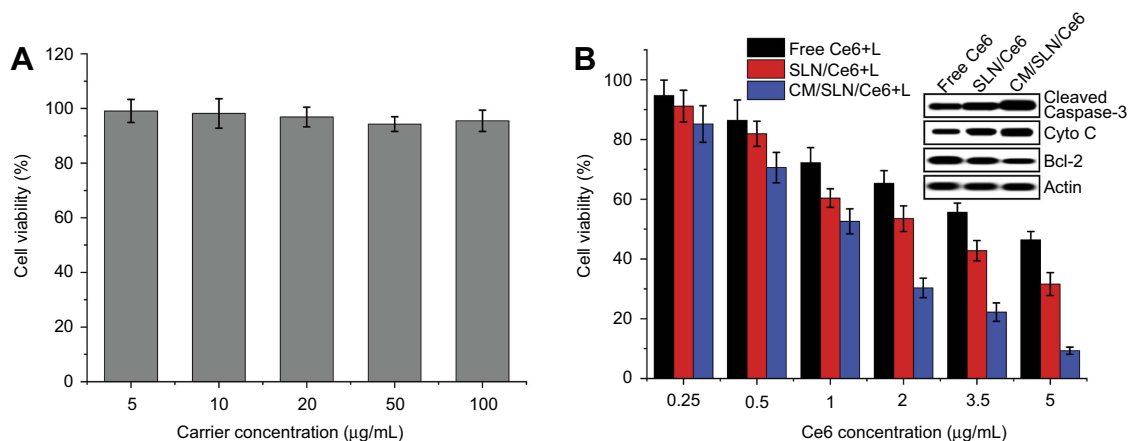 A
120
100
80
60
40
20
0
Cell viability (%)
5 10 20 50 100
Carrier concentration (μg/mL)
B
Free Ce6+L
SLN/Ce6+L
CM/SLN/Ce6+L
Free Ce6
SLN/Ce6
CM/SLN/Ce6
Cleaved
Caspase-3
Cyto C
Bcl-2
Actin
100
80
60
40
20
0
Cell viability (%)
0.25 0.5 1 2 3.5 5
Ce6 concentration (μg/mL)